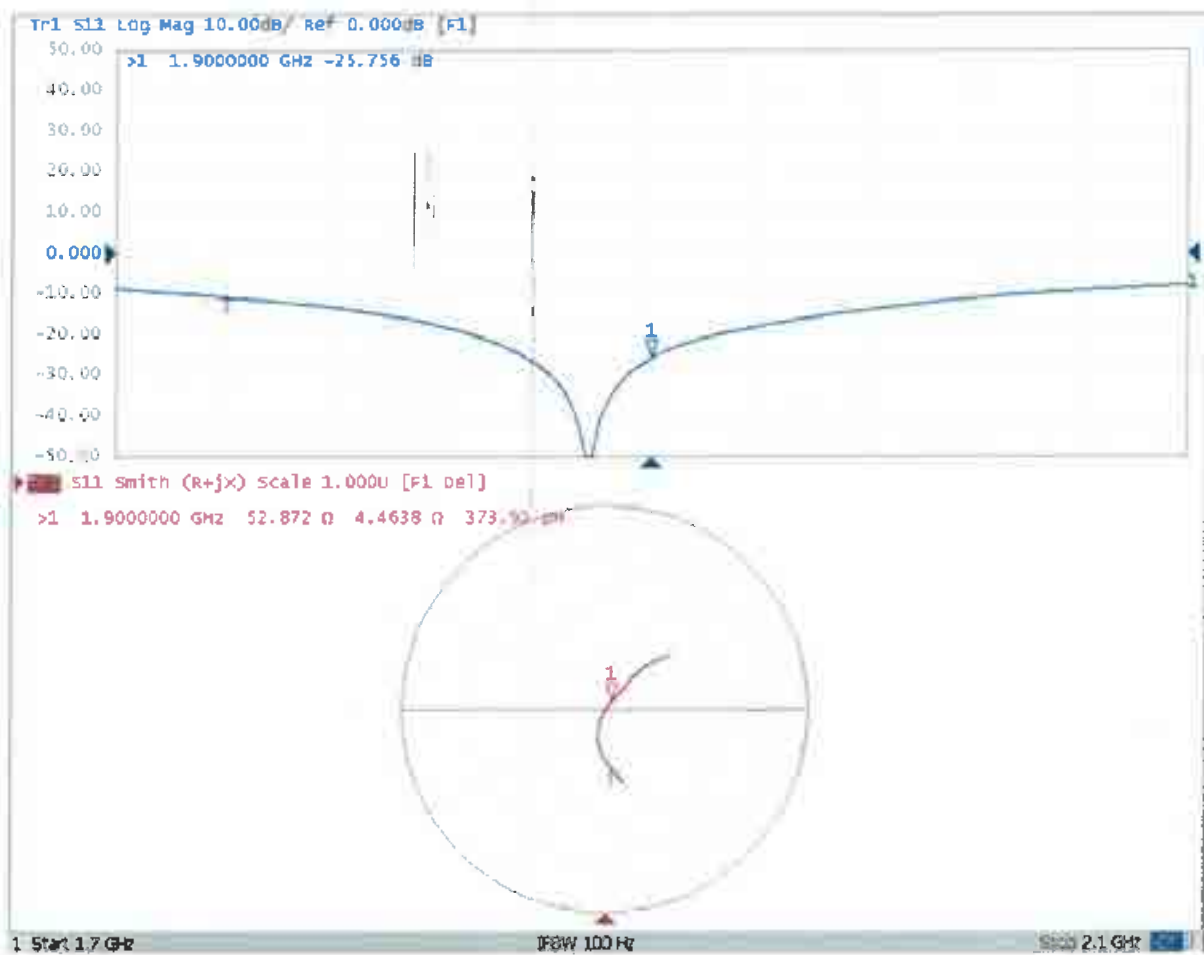 Tr1 S11 Log Mag 10.00dB/ Ref 0.000dB [F1]
50.00
>1 1.9000000 GHz -25.756 dB
40.00
30.00
20.00
10.00
0.000
-10.00
-20.00
1
-30.00
-40.00
-50.00
S11 Smith (R+jX) Scale 1.000U [F1 Del]
>1 1.9000000 GHz 52.872 Ω 4.4638 Ω
1
1 Start 1.7 GHz
IFBW 100 Hz
Stop 2.1 GHz